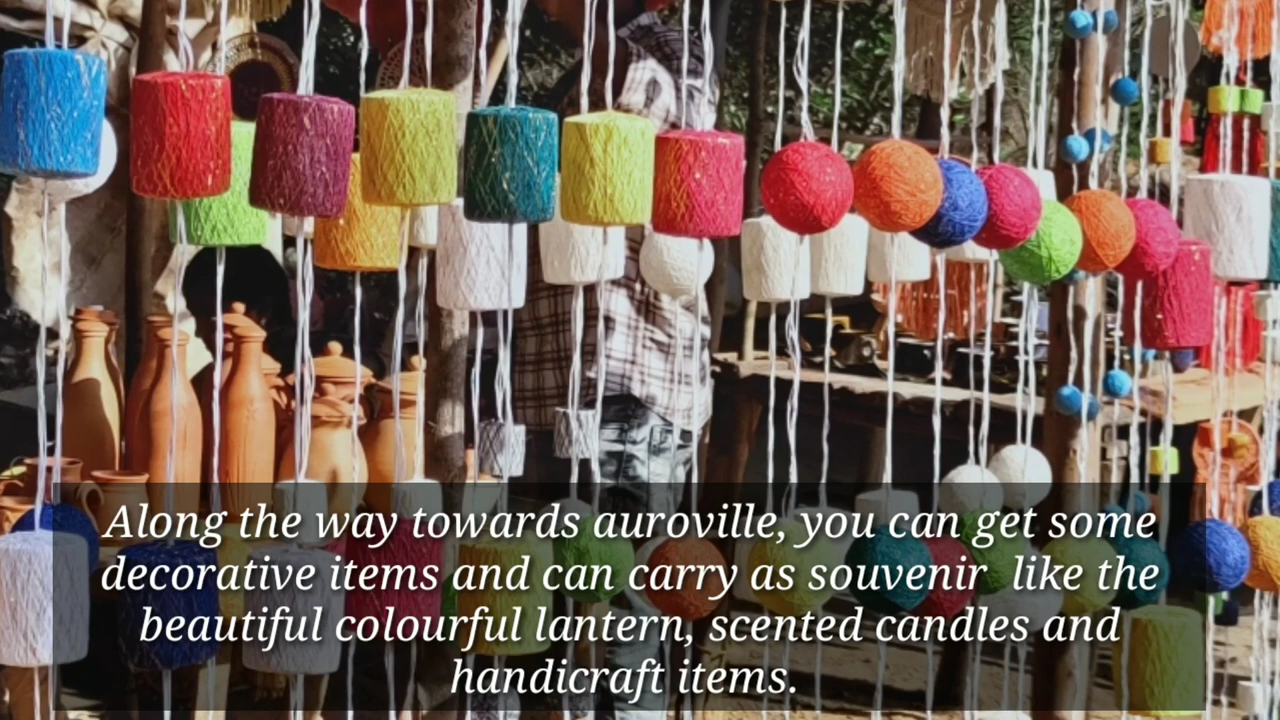 Along the way towards auroville, you can get some
decorative items and can carry as souvenir  like the
beautiful colourful lantern, scented candles and
handicraft items.